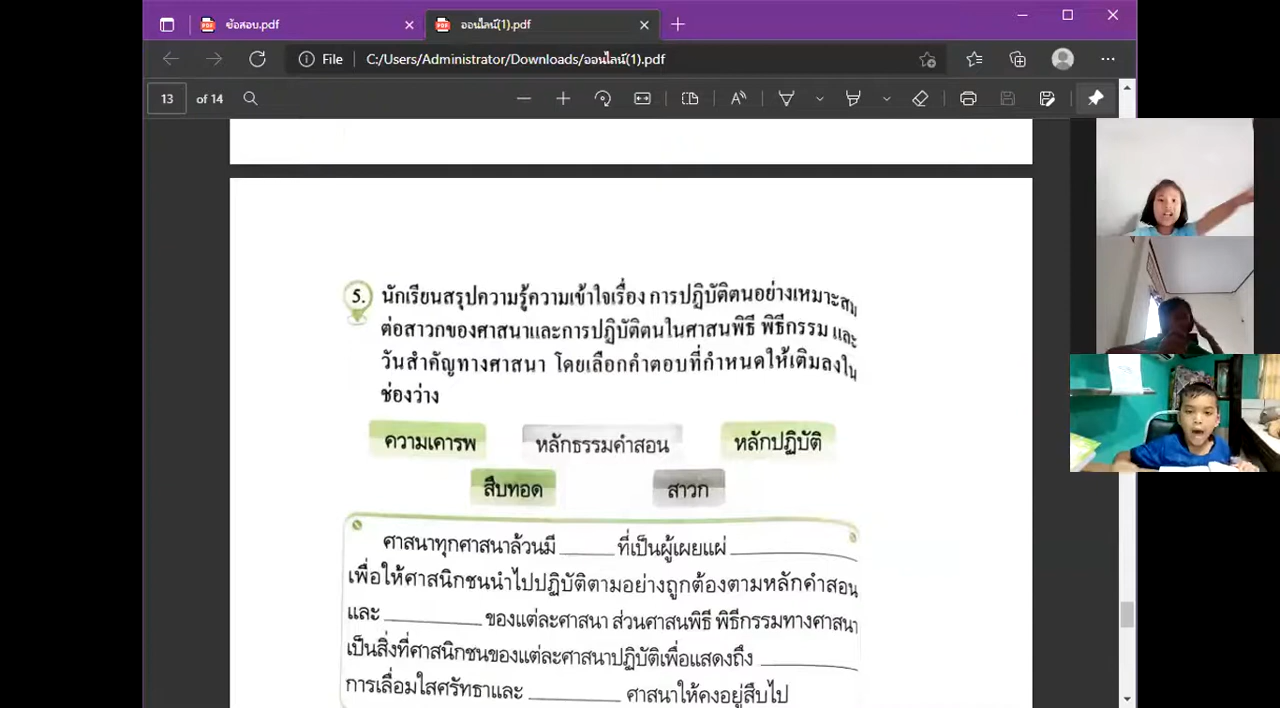 ข้อสอบ.pdf
ออนไลน์(1).pdf
File C:/Users/Administrator/Downloads/ออนไลน์(1).pdf
13 of 14
5. นักเรียนสรุปความรู้ความเข้าใจเรื่อง การปฏิบัติตนอย่างเหมาะสม
ต่อสาวกของศาสนาและการปฏิบัติตนในศาสนพิธี พิธีกรรม และ
วันสำคัญทางศาสนา โดยเลือกคำตอบที่กำหนดให้เติมลงใน
ช่องว่าง
ความเคารพ หลักธรรมคำสอน หลักปฏิบัติ
สืบทอด สาวก
ศาสนาทุกศาสนาล้วนมี ______ ที่เป็นผู้เผยแผ่ ______________
เพื่อให้ศาสนิกชนนำไปปฏิบัติตามอย่างถูกต้องตามหลักคำสอน
และ ___________ ของแต่ละศาสนา ส่วนศาสนพิธี พิธีกรรมทางศาสนา
เป็นสิ่งที่ศาสนิกชนของแต่ละศาสนาปฏิบัติเพื่อแสดงถึง ___________
การเลื่อมใสศรัทธาและ __________ ศาสนาให้คงอยู่สืบไป